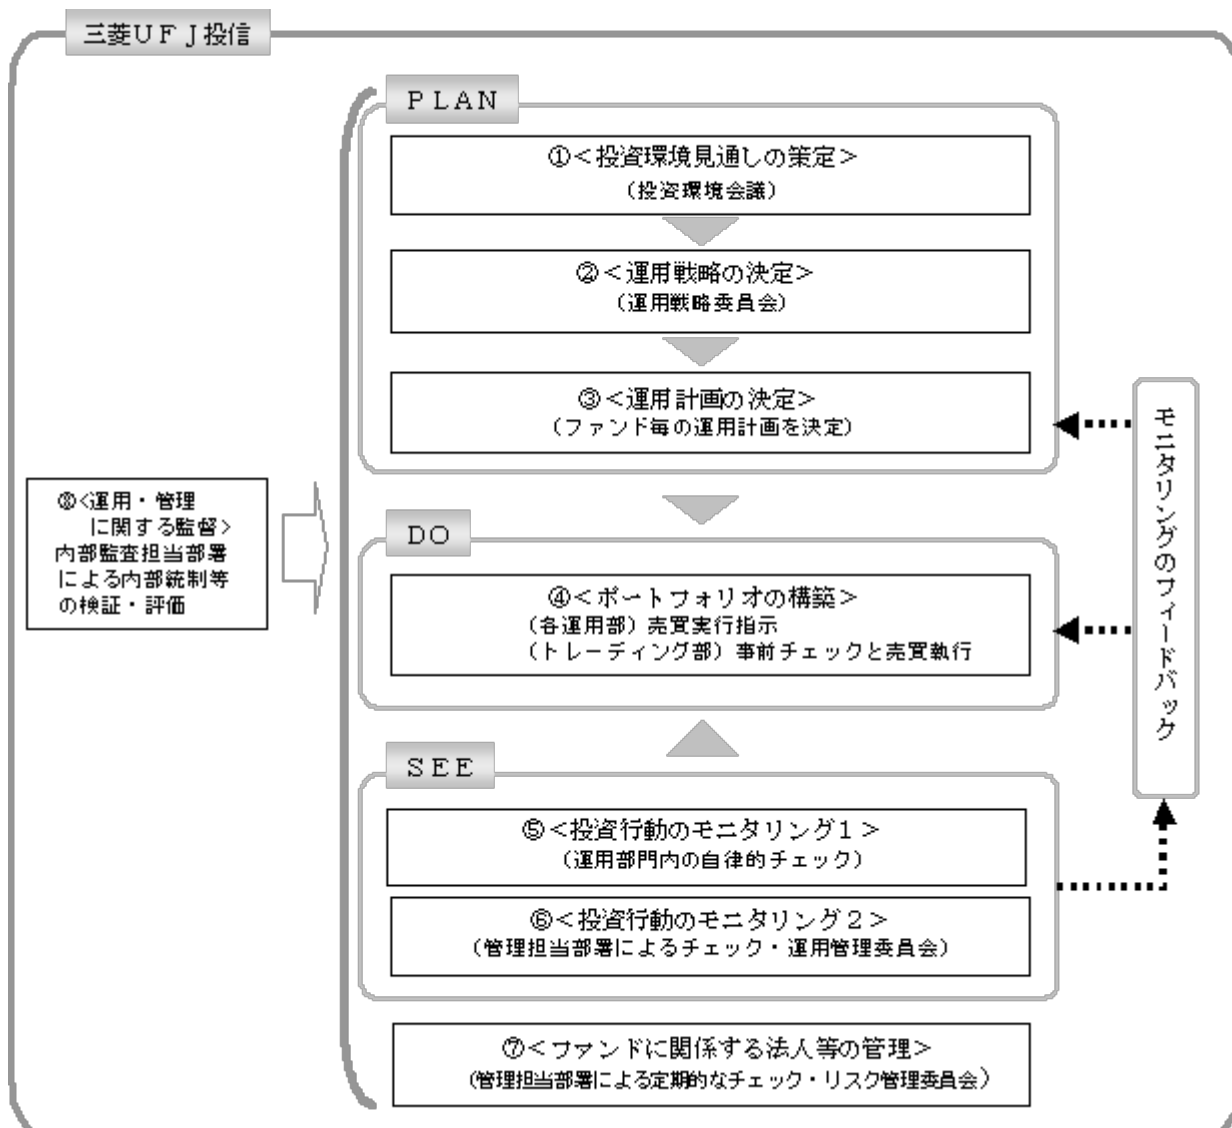 三菱UFJ投信
PLAN
①<投資環境見通しの策定>
(投資環境会議)
②<運用戦略の決定>
(運用戦略委員会)
③<運用計画の決定>
(ファンド毎の運用計画を決定)
⑧<運用・管理
に関する監督>
内部監査担当部署
による内部統制等
の検証・評価
DO
④<ポートフォリオの構築>
(各運用部)売買実行指示
(トレーディング部)事前チェックと売買執行
SEE
⑤<投資行動のモニタリング1>
(運用部門内の自律的チェック)
⑥<投資行動のモニタリング2>
(管理担当部署によるチェック・運用管理委員会)
⑦<ファンドに関係する法人等の管理>
(管理担当部署による定期的なチェック・リスク管理委員会)
モニタリングのフィードバック